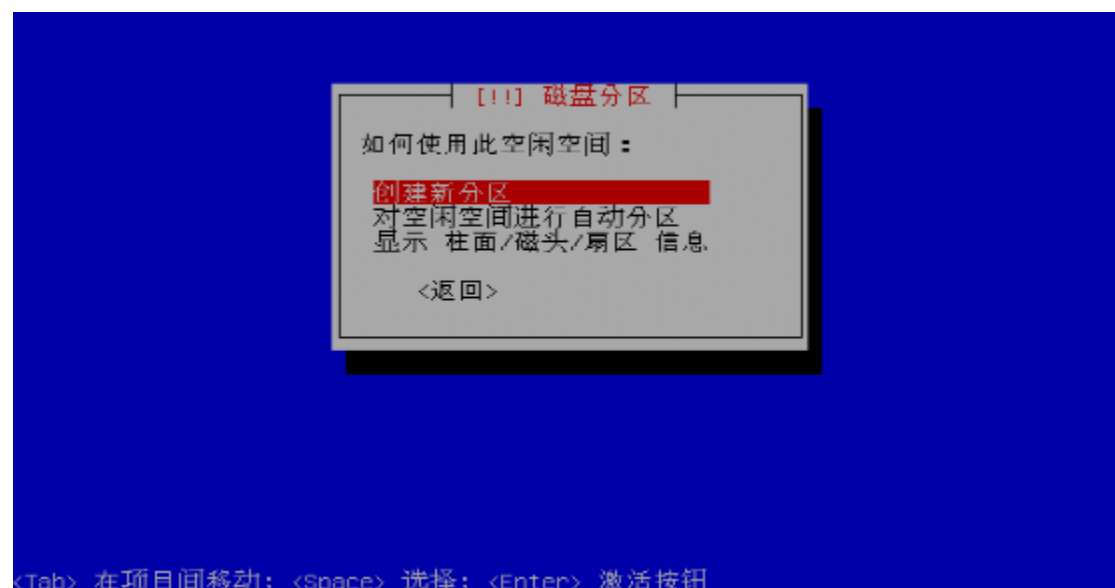 [!!] 磁盘分区
如何使用此空闲空间:
创建新分区
对空闲空间进行自动分区
显示 柱面/磁头/扇区 信息
<返回>
<Tab> 在项目间移动; <Space> 选择; <Enter> 激活按钮